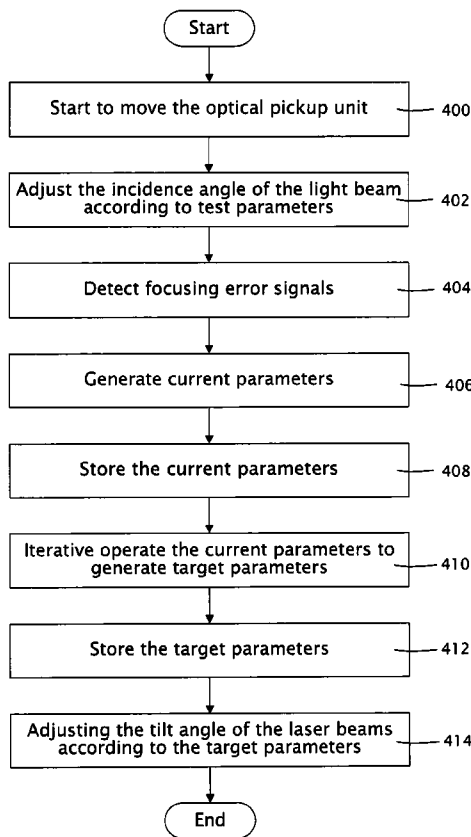 Start
Start to move the optical pickup unit
400
Adjust the incidence angle of the light beam
according to test parameters
402
Detect focusing error signals
404
Generate current parameters
406
Store the current parameters
408
Iterative operate the current parameters to
generate target parameters
410
Store the target parameters
412
Adjusting the tilt angle of the laser beams
according to the target parameters
414
End